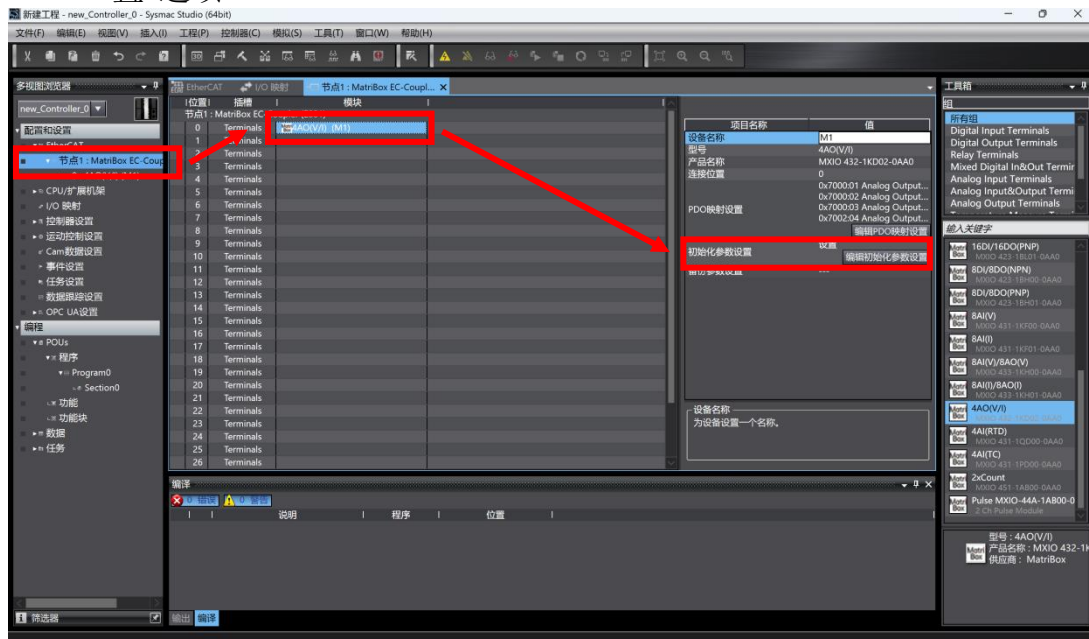 新建工程 - new_Controller_0 - Sysmac Studio (64bit)
文件(F) 编辑(E) 视图(V) 插入(I) 工程(P) 控制器(C) 模拟(S) 工具(T) 窗口(W) 帮助(H)
多视图浏览器
new_Controller_0
配置和设置
EtherCAT
节点1 : MatriBox EC-Coup
CPU/扩展机架
I/O 映射
控制器设置
运动控制设置
Cam数据设置
事件设置
任务设置
数据跟踪设置
OPC UA设置
编程
POUs
程序
Program0
Section0
功能
功能块
数据
任务
筛选器
EtherCAT I/O 映射 节点1 : MatriBox EC-Coupl...
位置 插槽 模块
节点1 : MatriBox EC-
0 Terminals 4AO(V/I) (M1)
1 Terminals
2 Terminals
3 Terminals
4 Terminals
5 Terminals
6 Terminals
7 Terminals
8 Terminals
9 Terminals
10 Terminals
11 Terminals
12 Terminals
13 Terminals
14 Terminals
15 Terminals
16 Terminals
17 Terminals
18 Terminals
19 Terminals
20 Terminals
21 Terminals
22 Terminals
23 Terminals
24 Terminals
25 Terminals
26 Terminals
项目名称 值
设备名称 M1
型号 4AO(V/I)
产品名称 MXIO 432-1KD02-0AA0
连接位置 0
PDO映射设置
0x7000:01 Analog Output...
0x7000:02 Analog Output...
0x7000:03 Analog Output...
0x7002:04 Analog Output...
编辑PDO映射设置
初始化参数设置 设置
编辑初始化参数设置
备份参数设置 ---
设备名称
为设备设置一个名称。
编译
0 错误 0 警告
说明 程序 位置
输出 编译
工具箱
组
所有组
Digital Input Terminals
Digital Output Terminals
Relay Terminals
Mixed Digital In&Out Termir
Analog Input Terminals
Analog Input&Output Termi
Analog Output Terminals
输入关键字
16DI/16DO(PNP)
MXIO 423-1BL01-0AA0
8DI/8DO(NPN)
MXIO 423-1BH00-0AA0
8DI/8DO(PNP)
MXIO 423-1BH01-0AA0
8AI(V)
MXIO 431-1KF00-0AA0
8AI(I)
MXIO 431-1KF01-0AA0
8AI(V)/8AO(V)
MXIO 433-1KH00-0AA0
8AI(I)/8AO(I)
MXIO 433-1KH01-0AA0
4AO(V/I)
4AI(RTD)
MXIO 431-1QD00-0AA0
4AI(TC)
MXIO 431-1PD00-0AA0
2xCount
MXIO 451-1AB00-0AA0
Pulse MXIO-44A-1AB00-0
2 Ch Pulse Module
型号 : 4AO(V/I)
产品名称 : MXIO 432-1K
供应商 : MatriBox